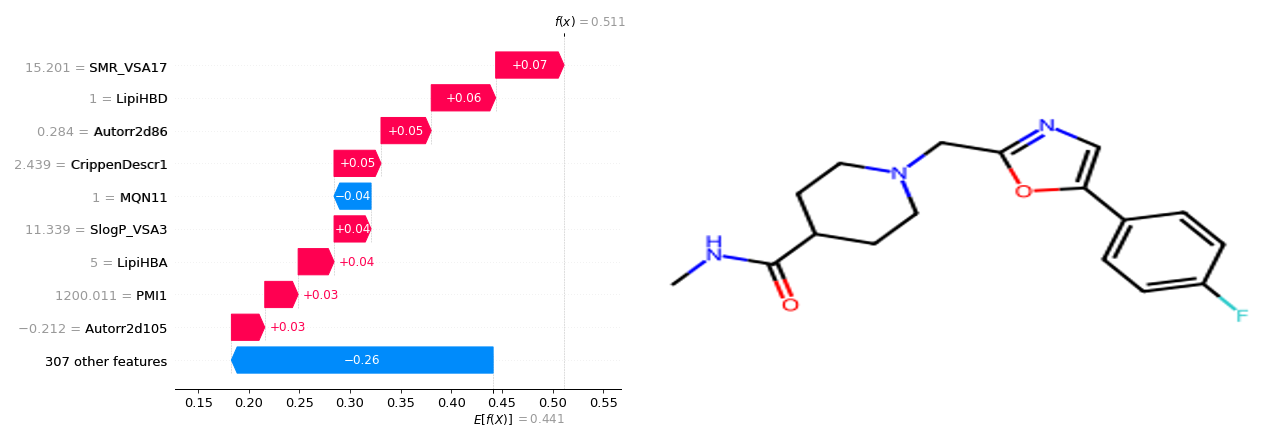 f(x) = 0.511
15.201 = SMR_VSA17
+0.07
1 = LipiHBD
+0.06
0.284 = Autorr2d86
+0.05
2.439 = CrippenDescr1
+0.05
1 = MQN11
−0.04
11.339 = SlogP_VSA3
+0.04
5 = LipiHBA
+0.04
1200.011 = PMI1
+0.03
−0.212 = Autorr2d105
+0.03
307 other features
−0.26
0.15 0.20 0.25 0.30 0.35 0.40 0.45 0.50 0.55
E[f(X)] = 0.441
N
N
O
H
N
O
F